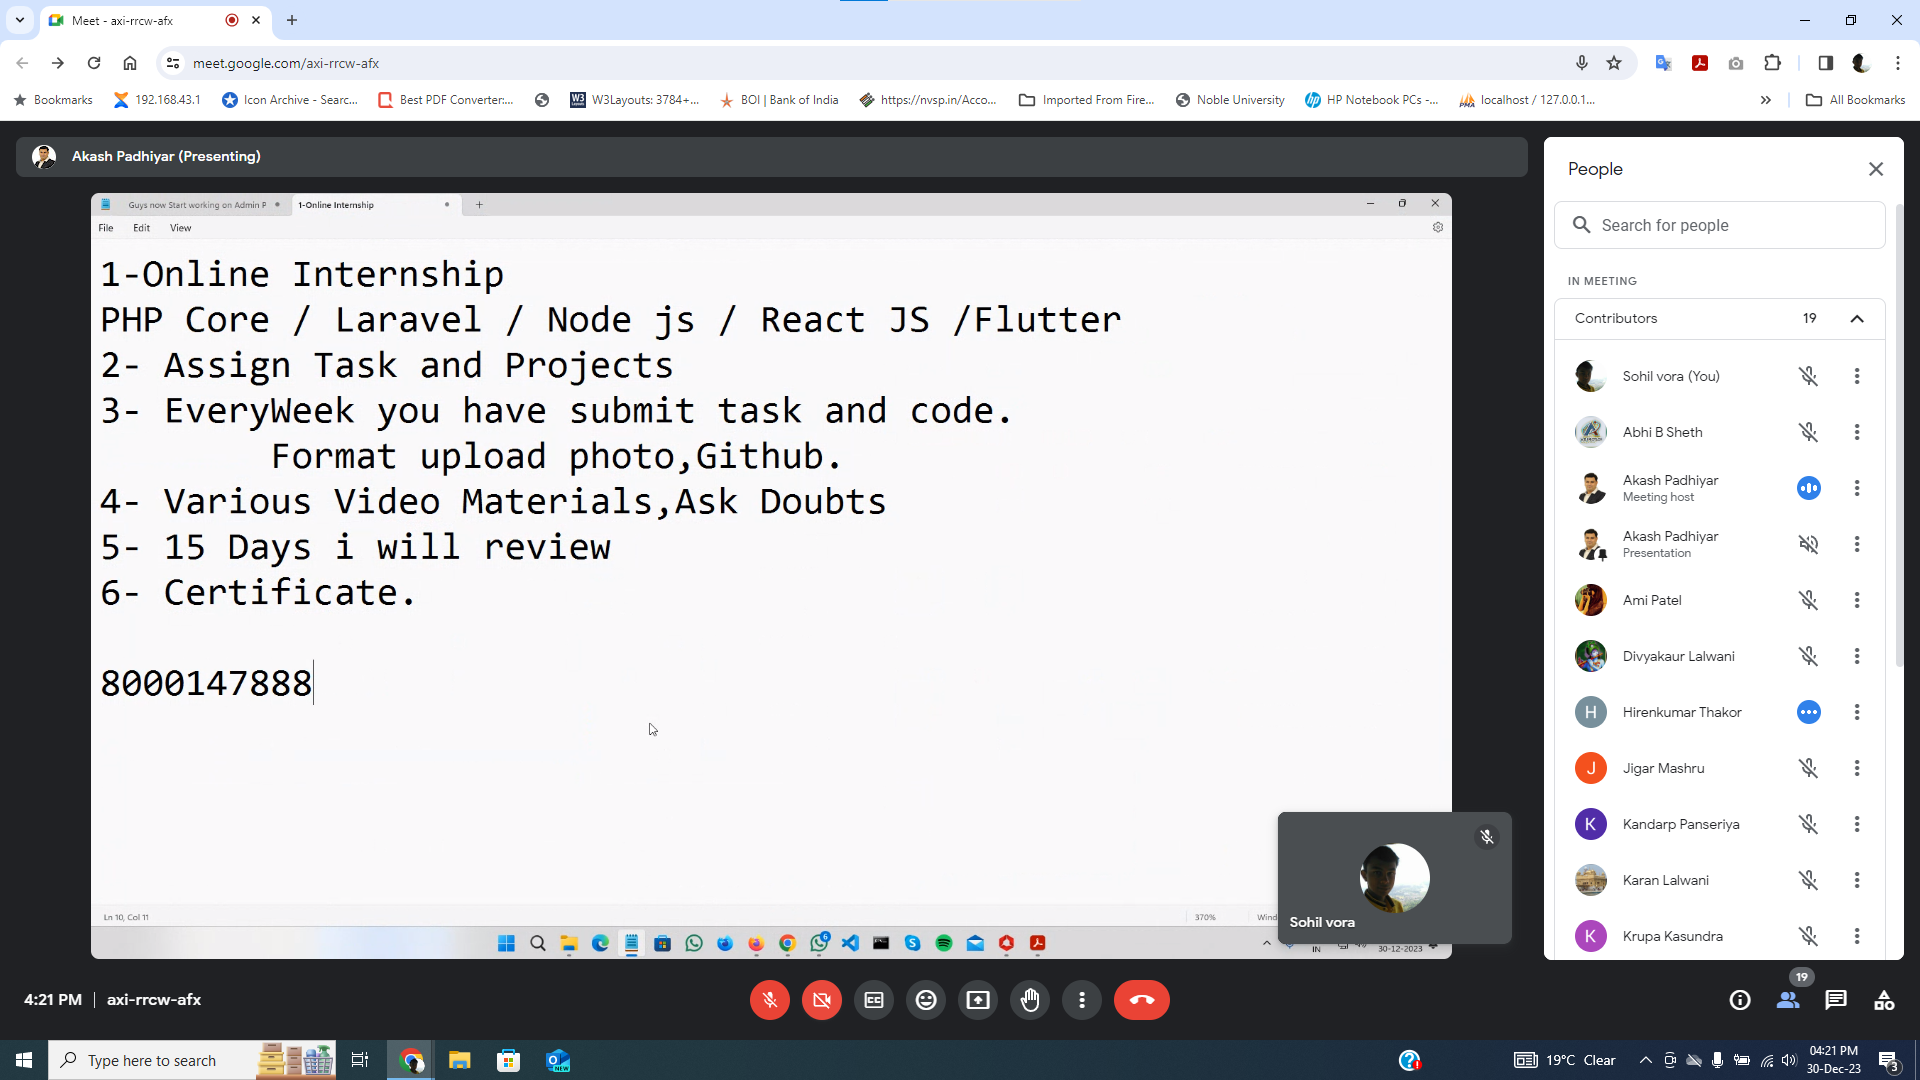 Meet - axi-rrcw-afx
meet.google.com/axi-rrcw-afx
Bookmarks
192.168.43.1
Icon Archive - Searc...
Best PDF Converter:...
W3Layouts: 3784+...
BOI | Bank of India
https://nvsp.in/Acco...
Imported From Fire...
Noble University
HP Notebook PCs -...
localhost / 127.0.0.1...
All Bookmarks
Akash Padhiyar (Presenting)
Guys now Start working on Admin P
1-Online Internship
File Edit View
1-Online Internship
PHP Core / Laravel / Node js / React JS /Flutter
2- Assign Task and Projects
3- EveryWeek you have submit task and code.
Format upload photo,Github.
4- Various Video Materials,Ask Doubts
5- 15 Days i will review
6- Certificate.
8000147888
Ln 10, Col 11
370%
Wind
IN
30-12-2023
Sohil vora
People
Search for people
IN MEETING
Contributors 19
Sohil vora (You)
Abhi B Sheth
Akash Padhiyar
Meeting host
Akash Padhiyar
Presentation
Ami Patel
Divyakaur Lalwani
H Hirenkumar Thakor
J Jigar Mashru
K Kandarp Panseriya
Karan Lalwani
K Krupa Kasundra
4:21 PM | axi-rrcw-afx
19
Type here to search
19°C Clear
04:21 PM
30-Dec-23
3